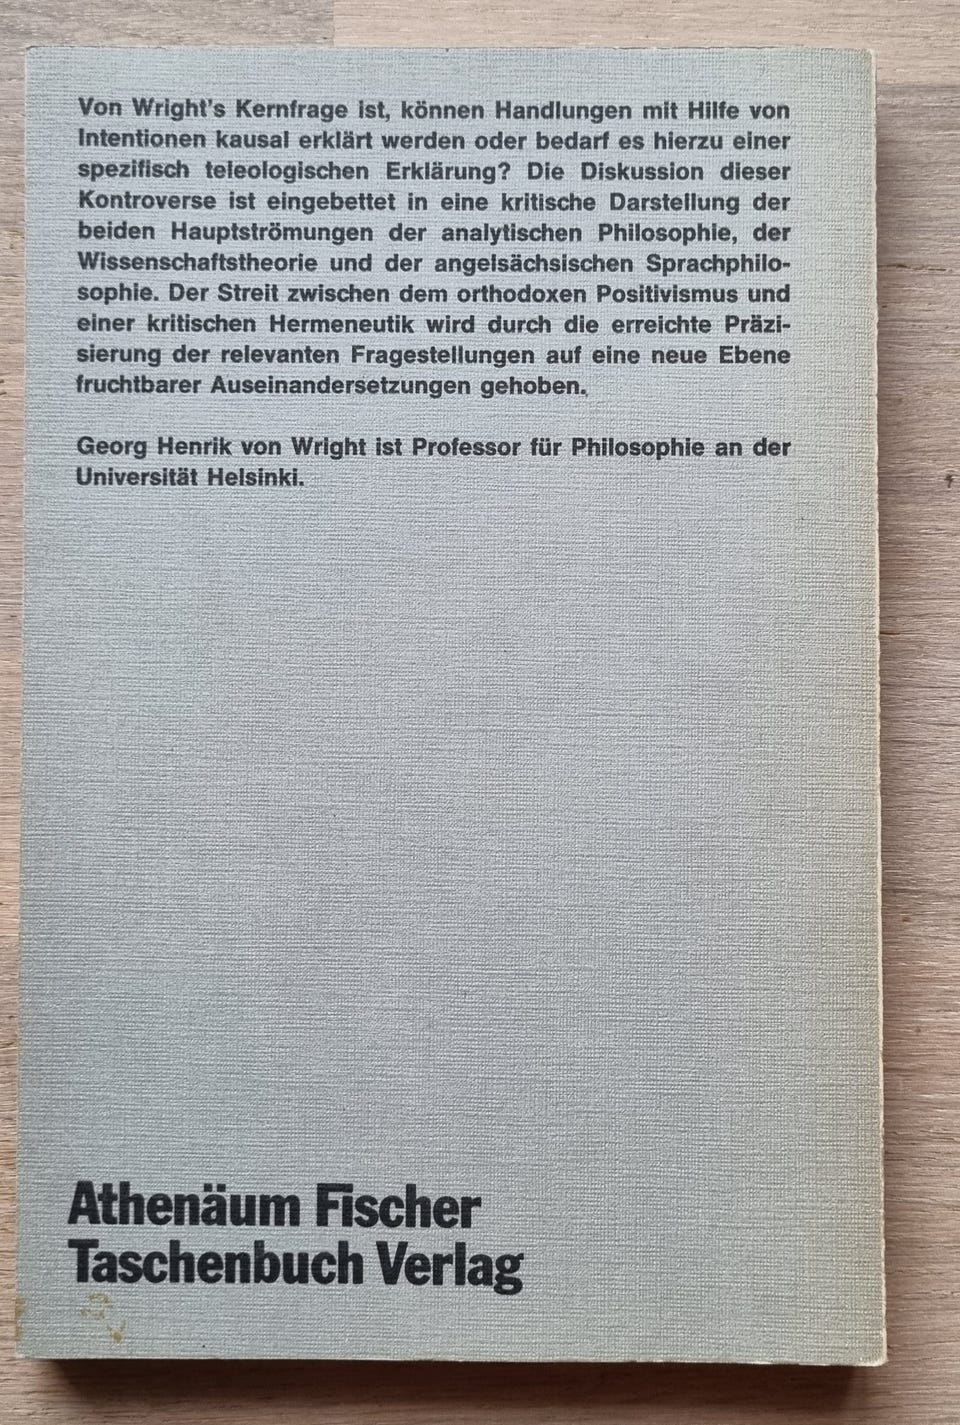 Von Wright's Kernfrage ist, können Handlungen mit Hilfe von
Intentionen kausal erklärt werden oder bedarf es hierzu einer
spezifisch teleologischen Erklärung? Die Diskussion dieser
Kontroverse ist eingebettet in eine kritische Darstellung der
beiden Hauptströmungen der analytischen Philosophie, der
Wissenschaftstheorie und der angelsächsischen Sprachphilo-
sophie. Der Streit zwischen dem orthodoxen Positivismus und
einer kritischen Hermeneutik wird durch die erreichte Präzi-
sierung der relevanten Fragestellungen auf eine neue Ebene
fruchtbarer Auseinandersetzungen gehoben.
Georg Henrik von Wright ist Professor für Philosophie an der
Universität Helsinki.
Athenäum Fischer
Taschenbuch Verlag